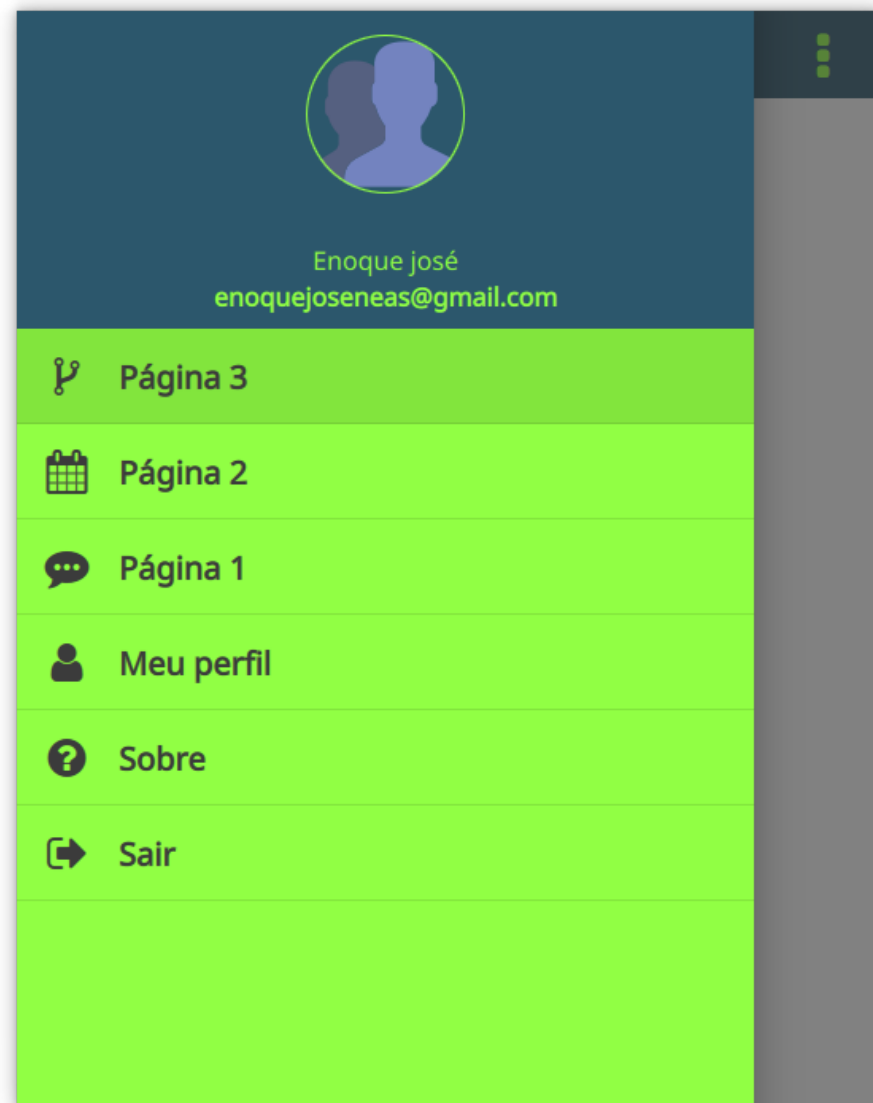 Enoque josé
enoquejoseneas@gmail.com
Página 3
Página 2
Página 1
Meu perfil
Sobre
Sair